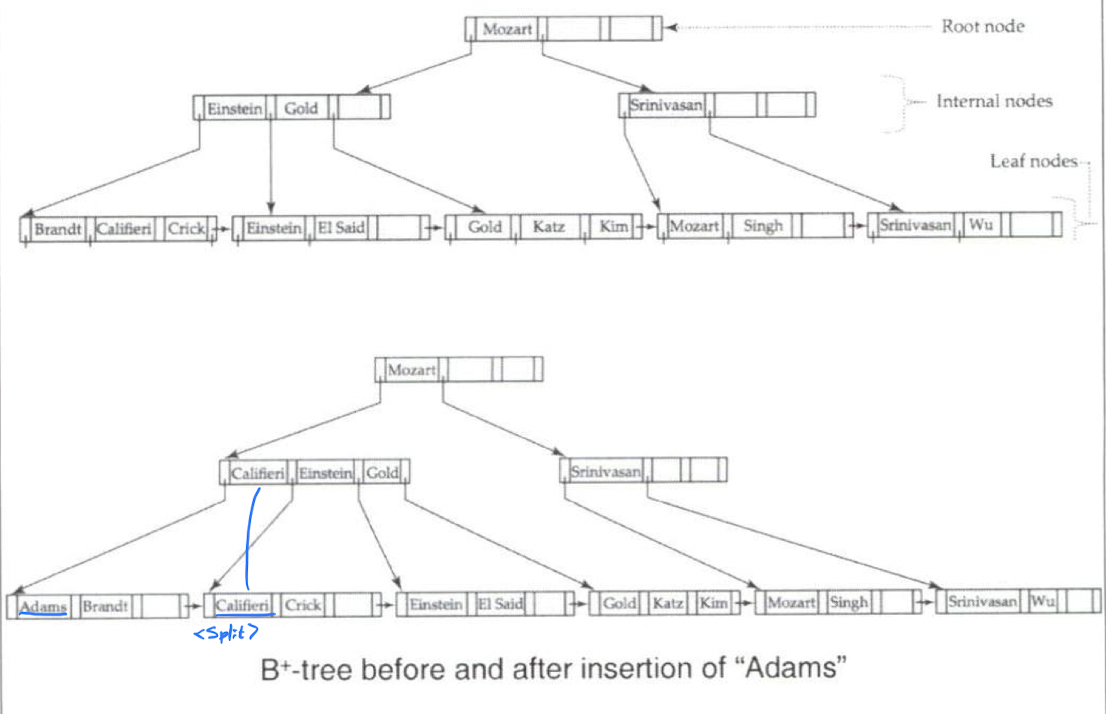 Mozart
Root node
Einstein Gold
Srinivasan
Internal nodes
Leaf nodes
Brandt Califieri Crick Einstein El Said Gold Katz Kim Mozart Singh Srinivasan Wu
Mozart
Califieri Einstein Gold Srinivasan
Adams Brandt Califieri Crick Einstein El Said Gold Katz Kim Mozart Singh Srinivasan Wu
<Split>
B+-tree before and after insertion of “Adams”